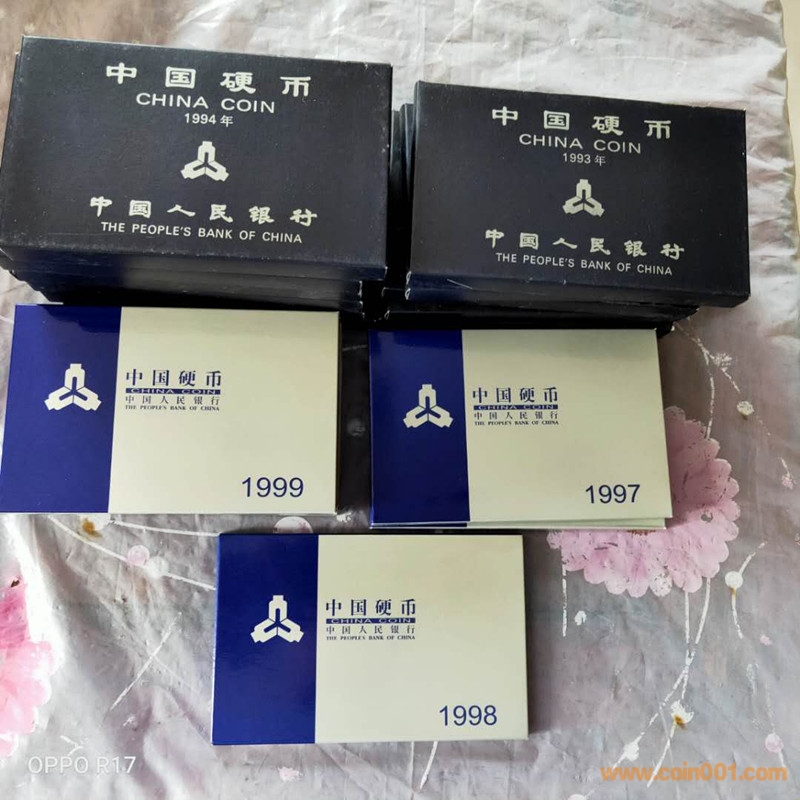 中国硬币
CHINA COIN
1994年
中国人民银行
THE PEOPLE'S BANK OF CHINA
中国硬币
CHINA COIN
1993年
中国人民银行
THE PEOPLE'S BANK OF CHINA
中国硬币
CHINA COIN
中国人民银行
THE PEOPLE'S BANK OF CHINA
1999
中国硬币
CHINA COIN
中国人民银行
THE PEOPLE'S BANK OF CHINA
1997
中国硬币
CHINA COIN
中国人民银行
THE PEOPLE'S BANK OF CHINA
1998
OPPO R17
www.coin001.com